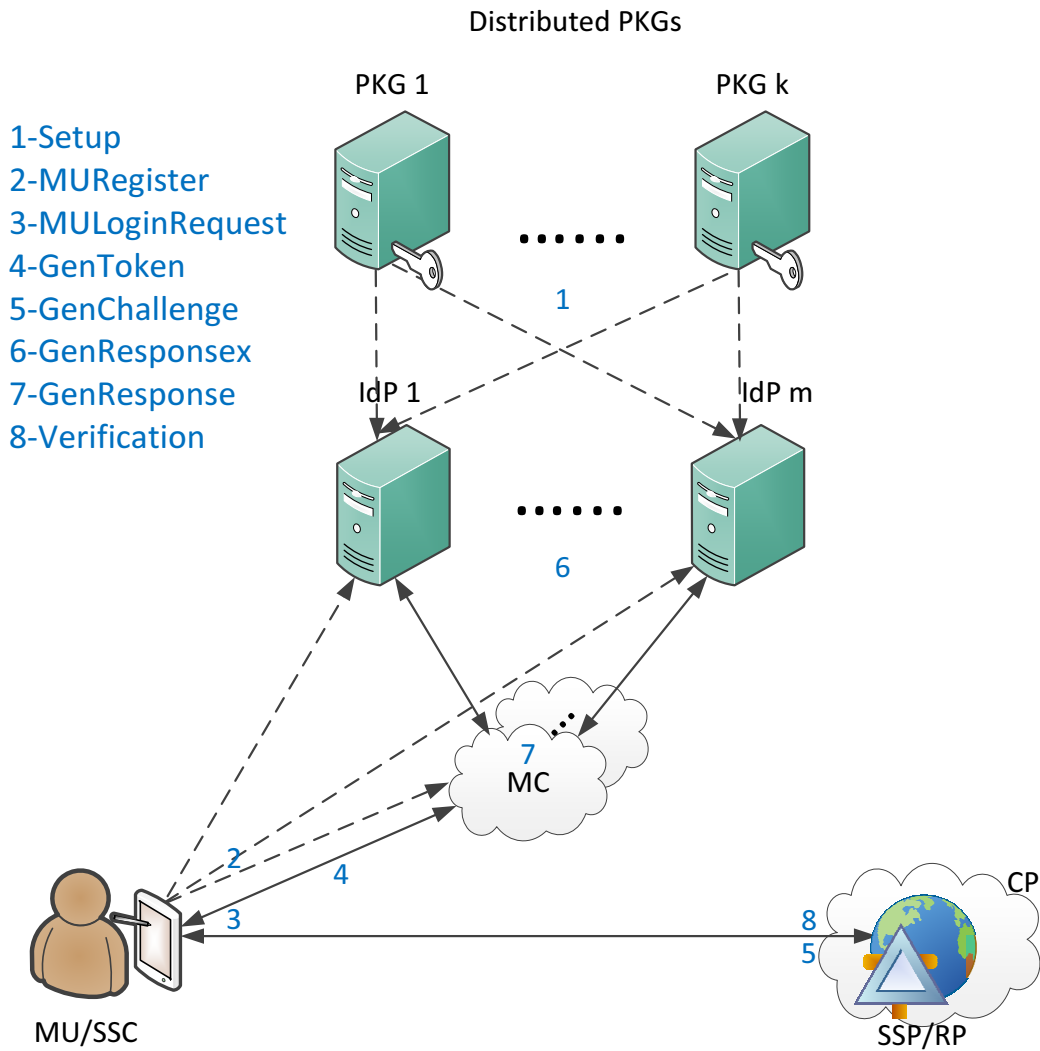 Distributed PKGs
PKG 1
PKG k
1-Setup
2-MURegister
3-MULoginRequest
4-GenToken
5-GenChallenge
6-GenResponsex
7-GenResponse
8-Verification
1
IdP 1
IdP m
6
7
MC
2
4
3
8
5
CP
MU/SSC
SSP/RP